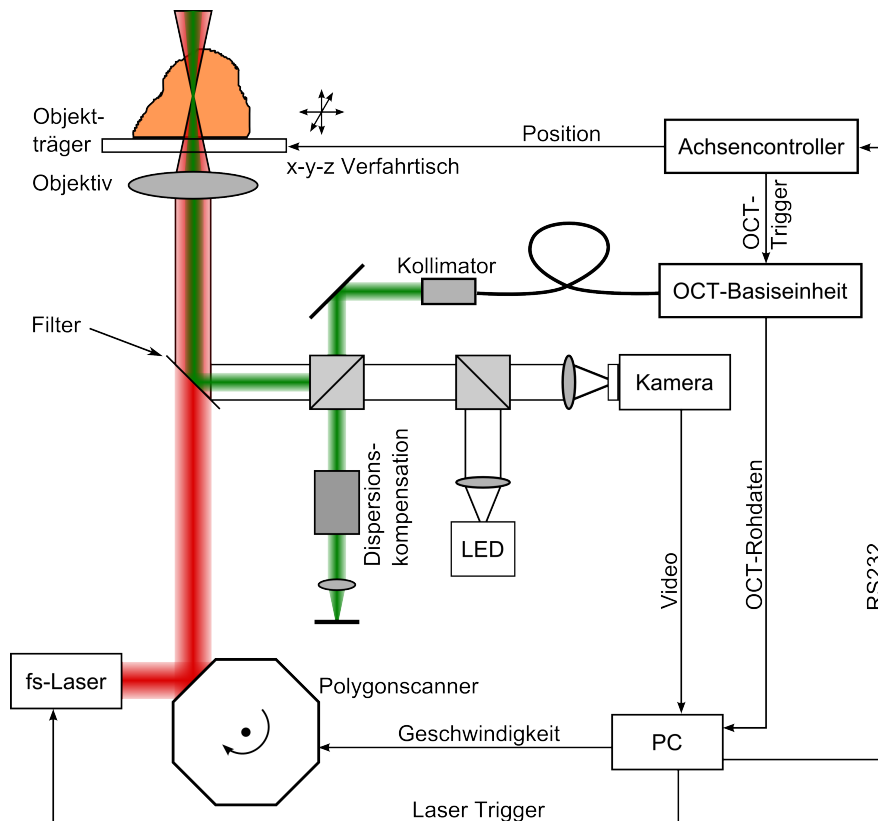 Objekt-
träger
Position
Achsencontroller
x-y-z Verfahrtisch
Objektiv
OCT-
Trigger
Kollimator
OCT-Basiseinheit
Filter
Kamera
Dispersions-
kompensation
LED
Video
OCT-Rohdaten
RS232
fs-Laser
Polygonscanner
Geschwindigkeit
PC
Laser Trigger